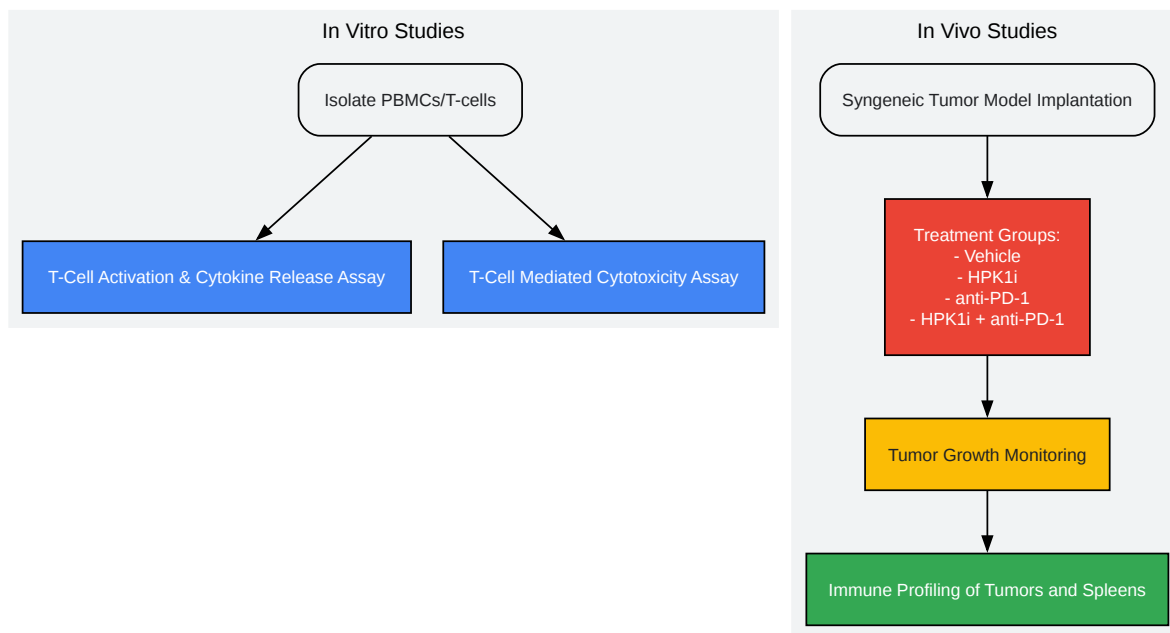 In Vitro Studies
Isolate PBMCs/T-cells
T-Cell Activation & Cytokine Release Assay
T-Cell Mediated Cytotoxicity Assay
In Vivo Studies
Syngeneic Tumor Model Implantation
Treatment Groups:
- Vehicle
- HPK1i
- anti-PD-1
- HPK1i + anti-PD-1
Tumor Growth Monitoring
Immune Profiling of Tumors and Spleens